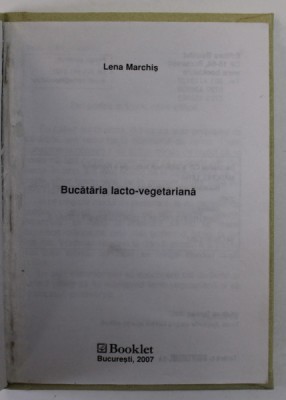 Lena Marchiș
Bucătăria lacto-vegetariană
Booklet
București, 2007